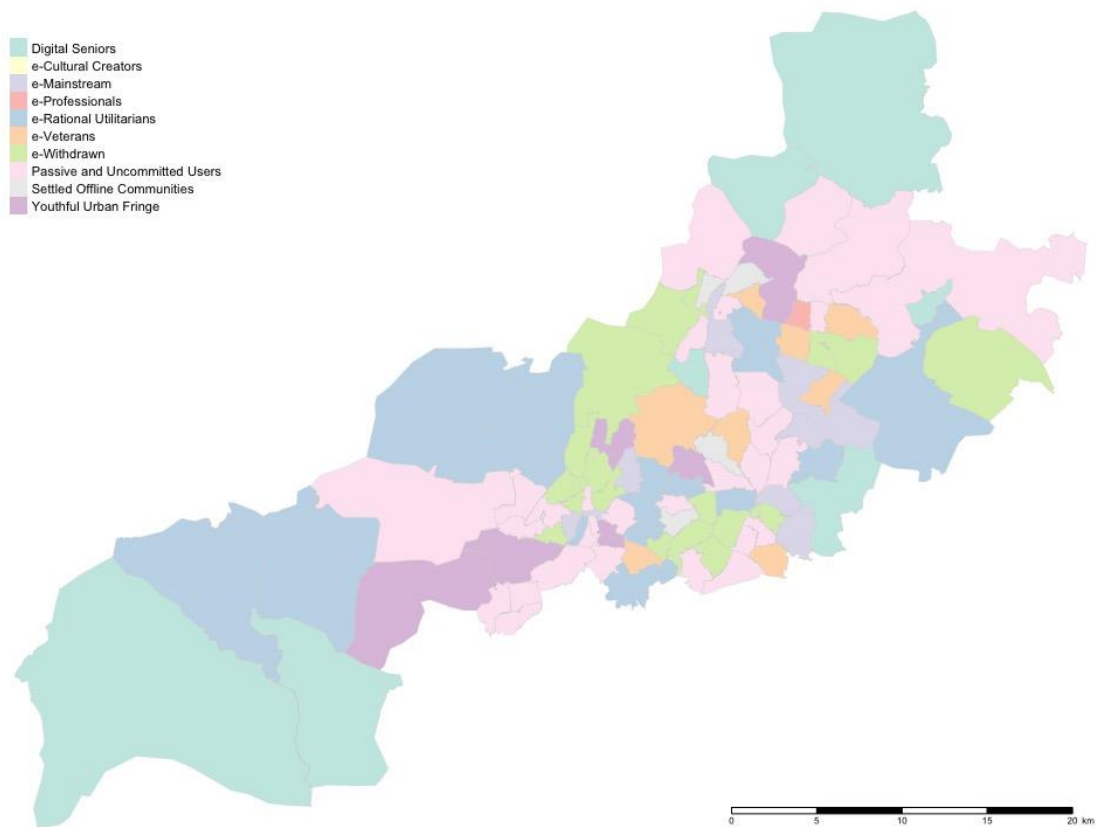 Digital Seniors
e-Cultural Creators
e-Mainstream
e-Professionals
e-Rational Utilitarians
e-Veterans
e-Withdrawn
Passive and Uncommitted Users
Settled Offline Communities
Youthful Urban Fringe
0 5 10 15 20 km